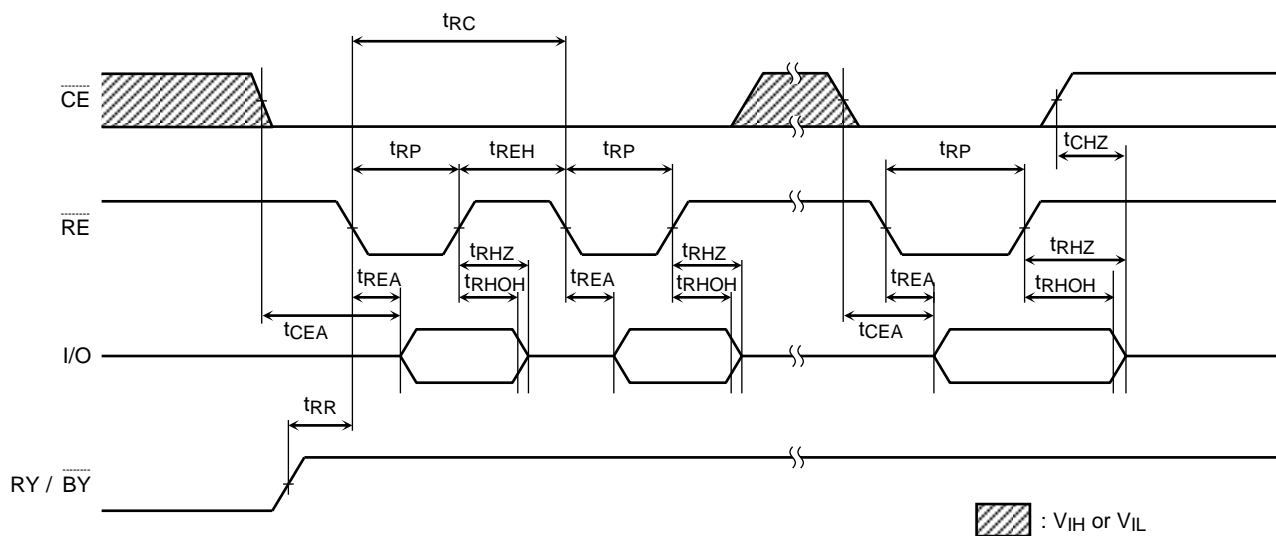 tRC
CE
tCHZ
tRP tREH tRP tRP
RE
tRHZ tRHZ tRHZ
tREA tREA tREA
tRHOH tRHOH tRHOH
tCEA tCEA
I/O
tRR
RY / BY
: VIH or VIL